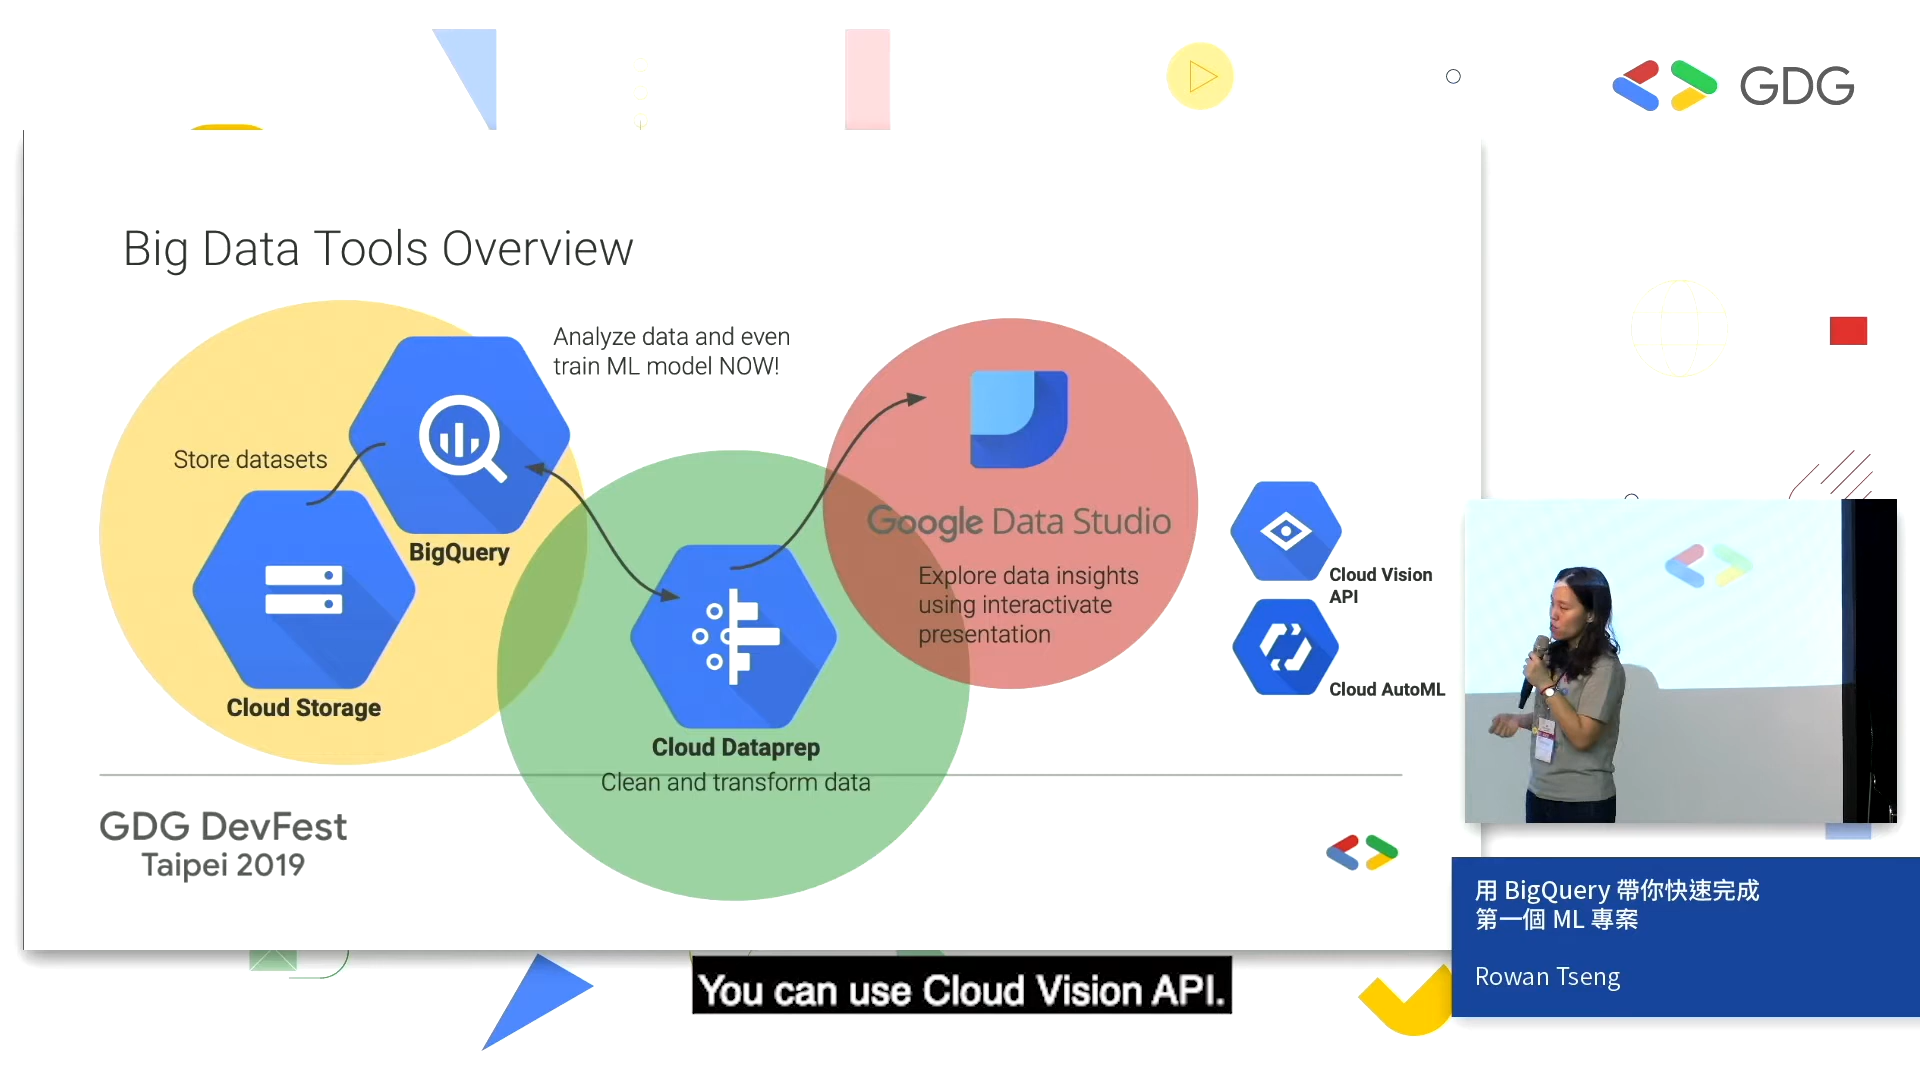 GDG
Big Data Tools Overview
Analyze data and even
train ML model NOW!
Store datasets
BigQuery
Cloud Storage
Cloud Dataprep
Clean and transform data
Google Data Studio
Explore data insights
using interactivate
presentation
Cloud Vision
API
Cloud AutoML
GDG DevFest
Taipei 2019
用 BigQuery 帶你快速完成
第一個 ML 專案
Rowan Tseng
You can use Cloud Vision API.